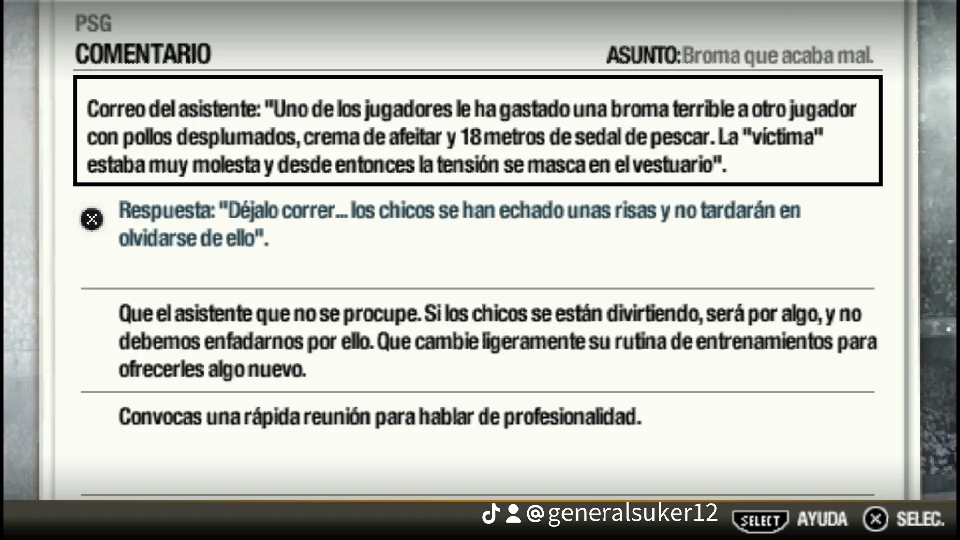 PSG
COMENTARIO
ASUNTO:Broma que acaba mal.
Correo del asistente: "Uno de los jugadores le ha gastado una broma terrible a otro jugador
con pollos desplumados, crema de afeitar y 18 metros de sedal de pescar. La "víctima"
estaba muy molesta y desde entonces la tensión se masca en el vestuario".
Respuesta: "Déjalo correr... los chicos se han echado unas risas y no tardarán en
olvidarse de ello".
Que el asistente que no se procupe. Si los chicos se están divirtiendo, será por algo, y no
debemos enfadarnos por ello. Que cambie ligeramente su rutina de entrenamientos para
ofrecerles algo nuevo.
Convocas una rápida reunión para hablar de profesionalidad.
@generalsuker12
SELECT AYUDA SELEC.